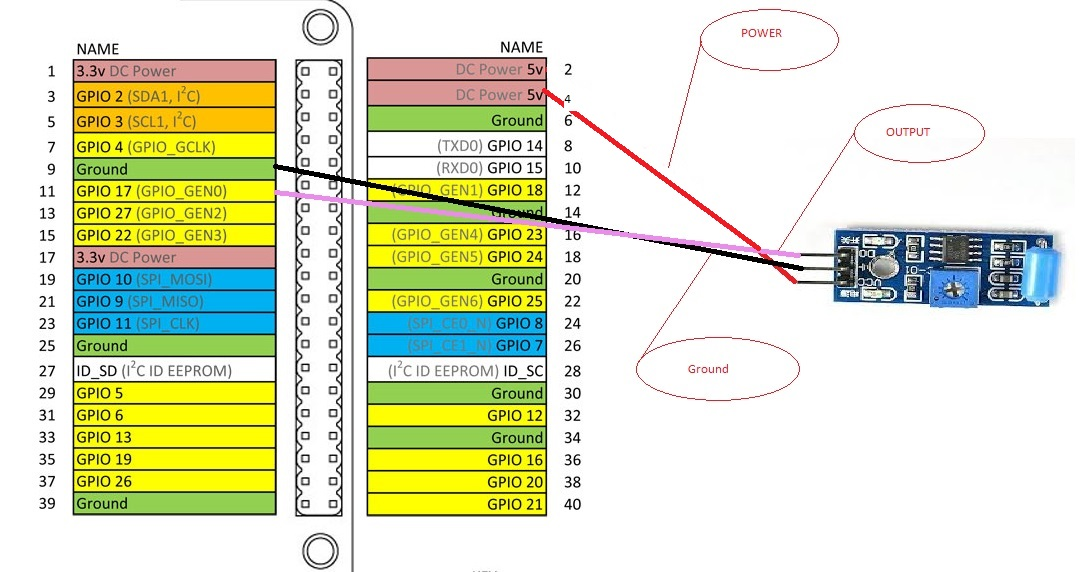 NAME
1 3.3v DC Power
3 GPIO 2 (SDA1, I²C)
5 GPIO 3 (SCL1, I²C)
7 GPIO 4 (GPIO_GCLK)
9 Ground
11 GPIO 17 (GPIO_GEN0)
13 GPIO 27 (GPIO_GEN2)
15 GPIO 22 (GPIO_GEN3)
17 3.3v DC Power
19 GPIO 10 (SPI_MOSI)
21 GPIO 9 (SPI_MISO)
23 GPIO 11 (SPI_CLK)
25 Ground
27 ID_SD (I²C ID EEPROM)
29 GPIO 5
31 GPIO 6
33 GPIO 13
35 GPIO 19
37 GPIO 26
39 Ground
NAME
DC Power 5v 2
DC Power 5v 4
Ground 6
(TXD0) GPIO 14 8
(RXD0) GPIO 15 10
(GPIO_GEN1) GPIO 18 12
Ground 14
(GPIO_GEN4) GPIO 23 16
(GPIO_GEN5) GPIO 24 18
Ground 20
(GPIO_GEN6) GPIO 25 22
(SPI_CE0_N) GPIO 8 24
(SPI_CE1_N) GPIO 7 26
(I²C ID EEPROM) ID_SC 28
Ground 30
GPIO 12 32
Ground 34
GPIO 16 36
GPIO 20 38
GPIO 21 40
POWER
OUTPUT
Ground
DO
VCC